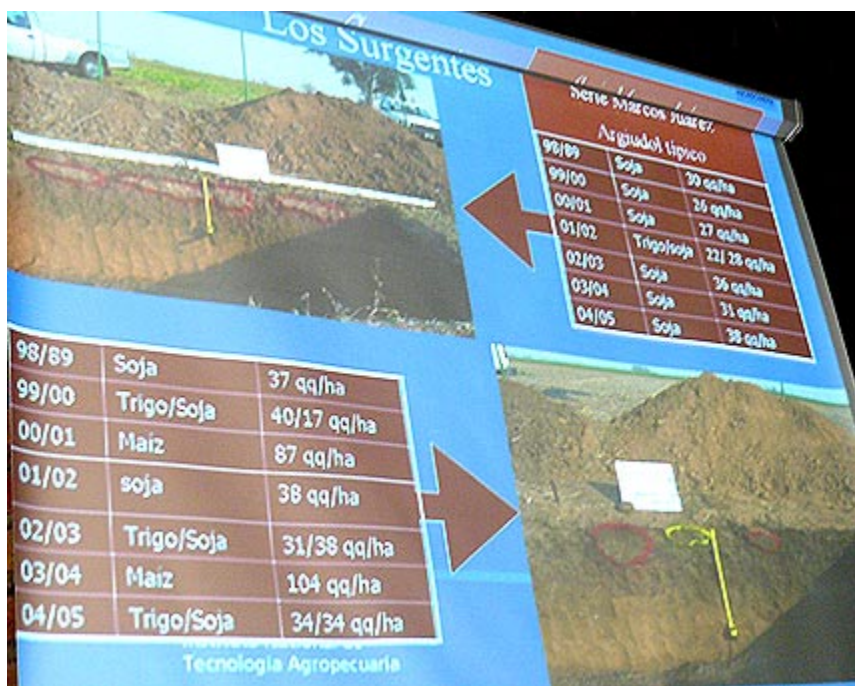 Los Surgentes
Serie Marcos Juarez
Argiudol típico
98/89 Soja 30 qq/ha
99/00 Soja 26 qq/ha
00/01 Soja 27 qq/ha
01/02 Trigo/soja 22/ 28 qq/ha
02/03 Soja 36 qq/ha
03/04 Soja 31 qq/ha
04/05 Soja 38 qq/ha
98/89 Soja 37 qq/ha
99/00 Trigo/Soja 40/17 qq/ha
00/01 Maiz 87 qq/ha
01/02 soja 38 qq/ha
02/03 Trigo/Soja 31/38 qq/ha
03/04 Maiz 104 qq/ha
04/05 Trigo/Soja 34/34 qq/ha
Instituto Nacional de
Tecnología Agropecuaria